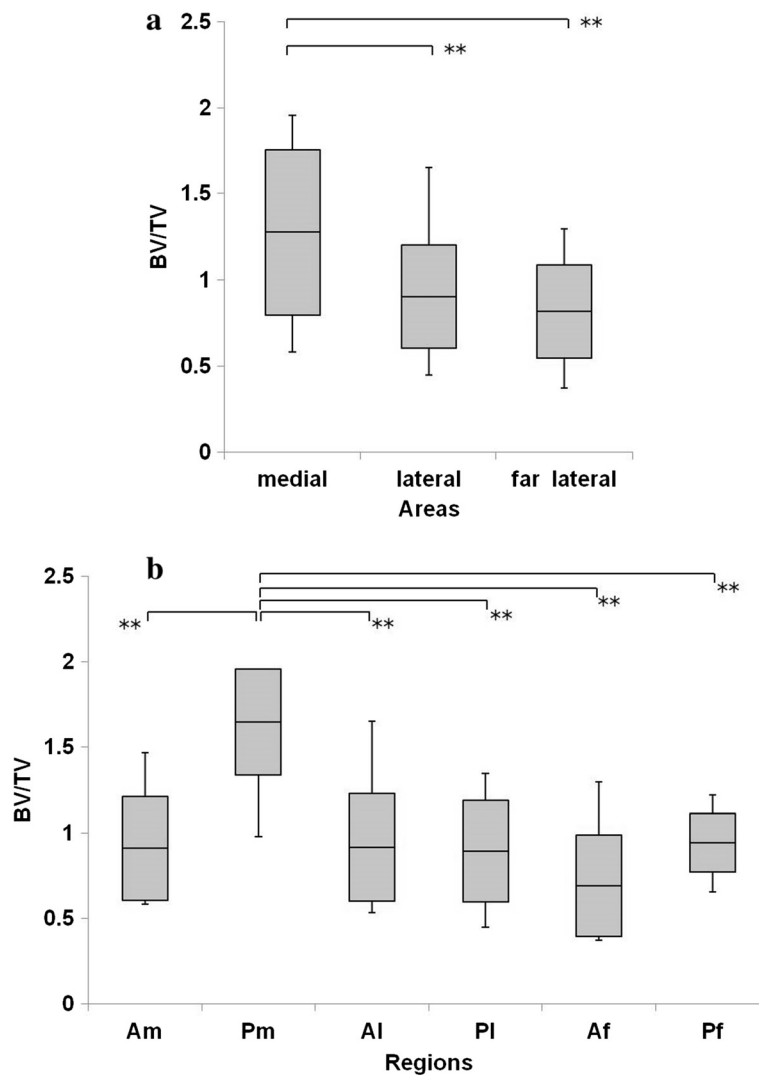 a
2.5
**
**
2
1.5
BV/TV
1
0.5
0
medial lateral far lateral
Areas
b
2.5
**
**
**
**
**
2
1.5
BV/TV
1
0.5
0
Am Pm Al Pl Af Pf
Regions